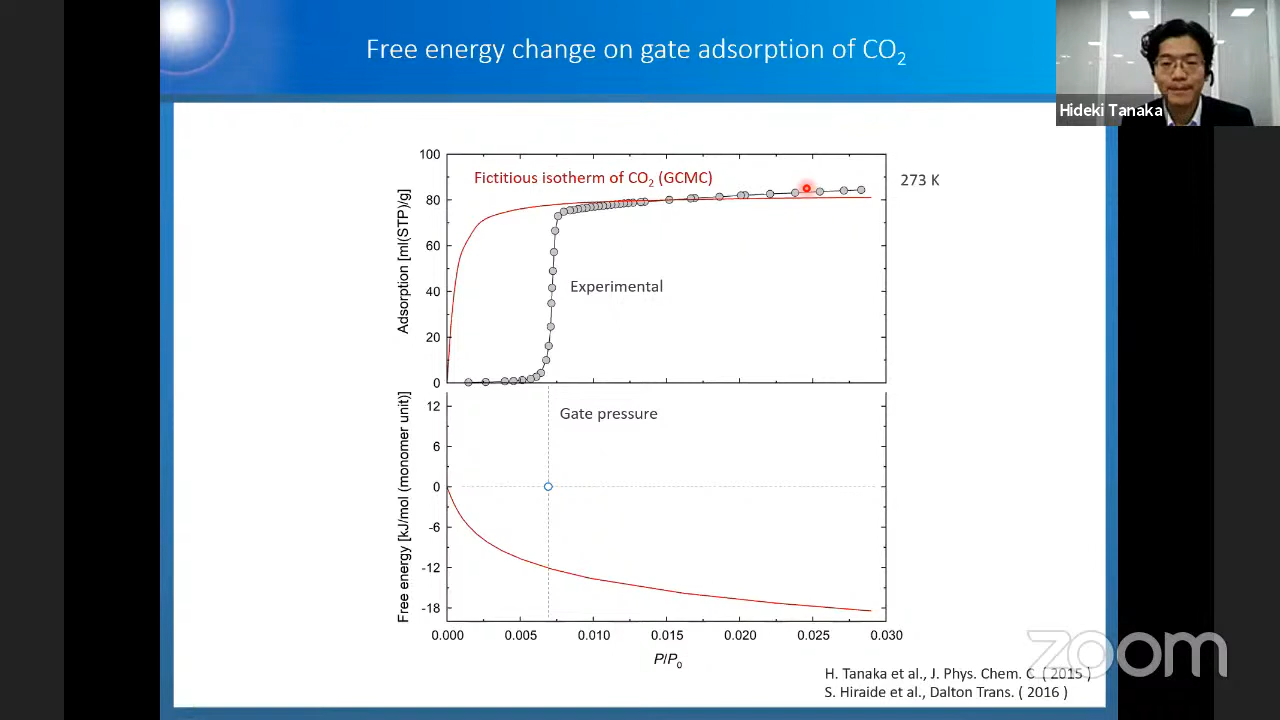 Free energy change on gate adsorption of CO2
Hideki Tanaka
100
80
60
40
20
0
Adsorption [ml(STP)/g]
Fictitious isotherm of CO2 (GCMC)
273 K
Experimental
12
6
0
-6
-12
-18
Free energy [kJ/mol (monomer unit)]
Gate pressure
0.000 0.005 0.010 0.015 0.020 0.025 0.030
P/P0
zoom
H. Tanaka et al., J. Phys. Chem. C ( 2015 )
S. Hiraide et al., Dalton Trans. ( 2016 )